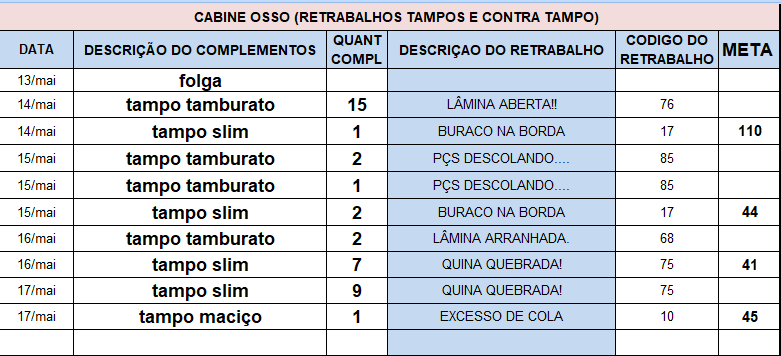 CABINE OSSO (RETRABALHOS TAMPOS E CONTRA TAMPO)
DATA DESCRIÇÃO DO COMPLEMENTOS QUANT COMPL DESCRIÇAO DO RETRABALHO CODIGO DO RETRABALHO META
13/mai folga
14/mai tampo tamburato 15 LÂMINA ABERTA!! 76
14/mai tampo slim 1 BURACO NA BORDA 17 110
15/mai tampo tamburato 2 PÇS DESCOLANDO.... 85
15/mai tampo tamburato 1 PÇS DESCOLANDO.... 85
15/mai tampo slim 2 BURACO NA BORDA 17 44
16/mai tampo tamburato 2 LÂMINA ARRANHADA. 68
16/mai tampo slim 7 QUINA QUEBRADA! 75 41
17/mai tampo slim 9 QUINA QUEBRADA! 75
17/mai tampo maciço 1 EXCESSO DE COLA 10 45